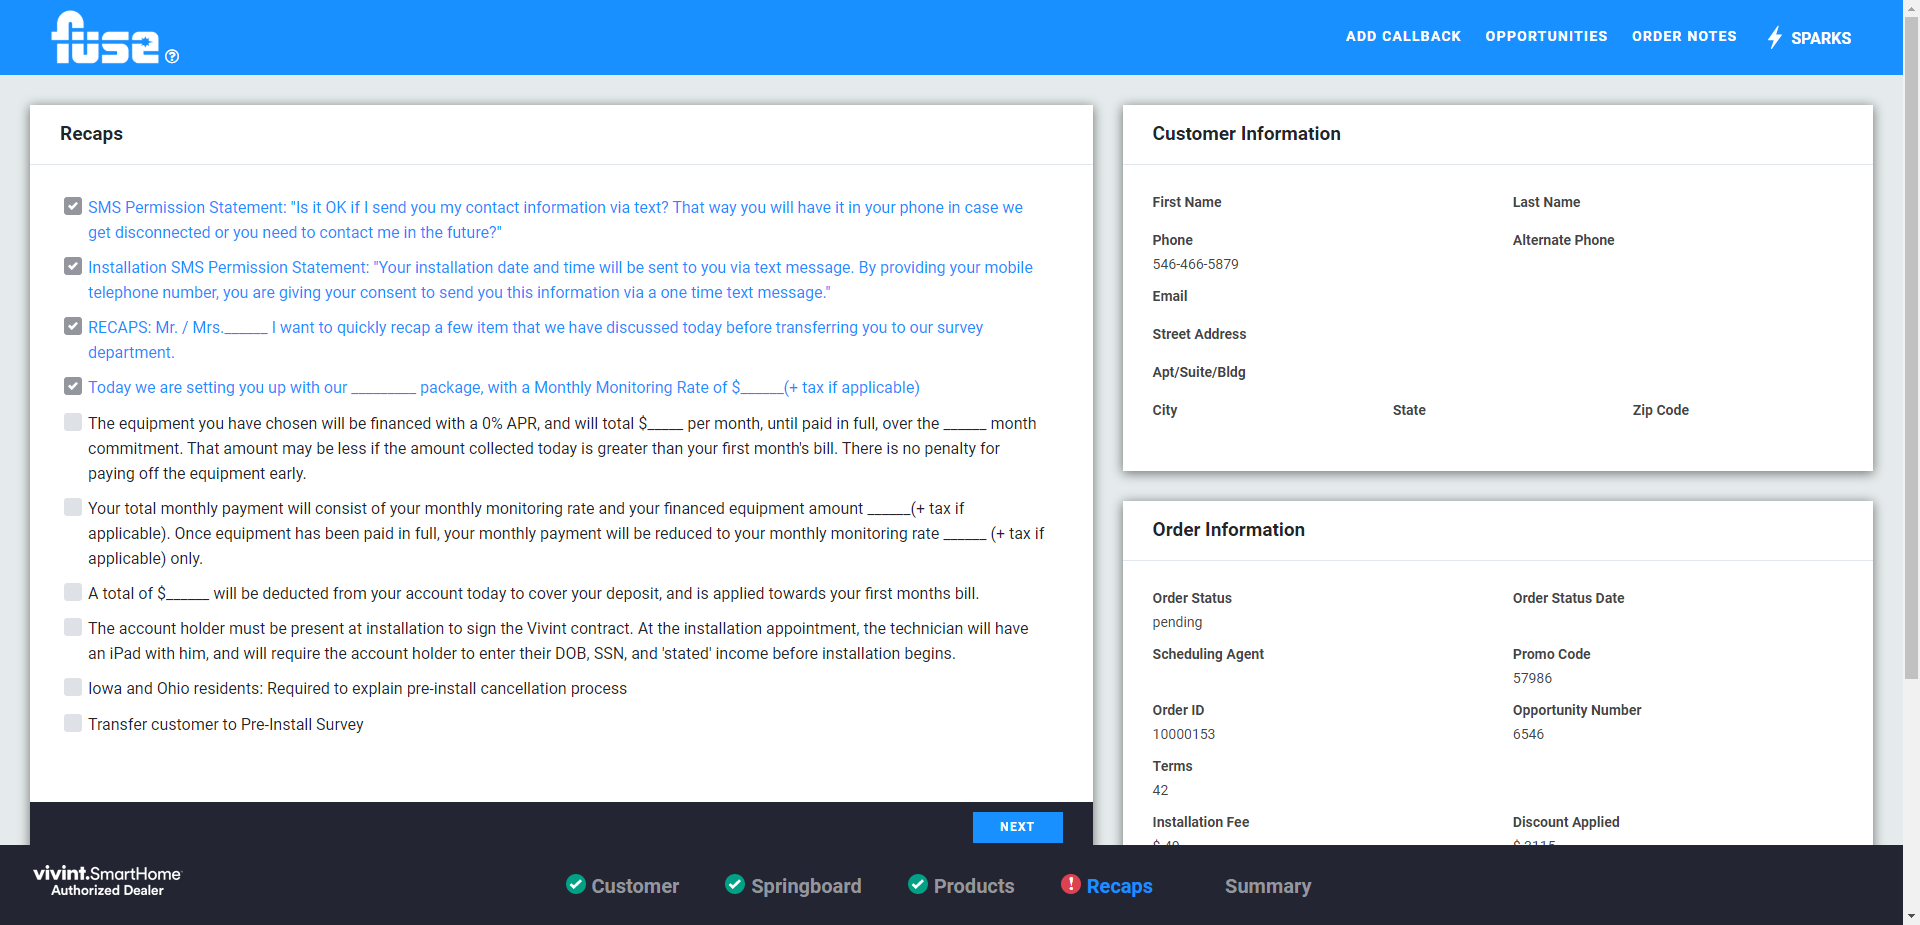 fuse
ADD CALLBACK
OPPORTUNITIES
ORDER NOTES
SPARKS
Recaps
SMS Permission Statement: "Is it OK if I send you my contact information via text? That way you will have it in your phone in case we
get disconnected or you need to contact me in the future?"
Installation SMS Permission Statement: "Your installation date and time will be sent to you via text message. By providing your mobile
telephone number, you are giving your consent to send you this information via a one time text message."
RECAPS: Mr. / Mrs.______ I want to quickly recap a few item that we have discussed today before transferring you to our survey
department.
Today we are setting you up with our _________ package, with a Monthly Monitoring Rate of $______(+ tax if applicable)
The equipment you have chosen will be financed with a 0% APR, and will total $_____ per month, until paid in full, over the ______ month
commitment. That amount may be less if the amount collected today is greater than your first month's bill. There is no penalty for
paying off the equipment early.
Your total monthly payment will consist of your monthly monitoring rate and your financed equipment amount ______(+ tax if
applicable). Once equipment has been paid in full, your monthly payment will be reduced to your monthly monitoring rate ______ (+ tax if
applicable) only.
A total of $______ will be deducted from your account today to cover your deposit, and is applied towards your first months bill.
The account holder must be present at installation to sign the Vivint contract. At the installation appointment, the technician will have
an iPad with him, and will require the account holder to enter their DOB, SSN, and 'stated' income before installation begins.
Iowa and Ohio residents: Required to explain pre-install cancellation process
Transfer customer to Pre-Install Survey
NEXT
Customer Information
First Name
Last Name
Phone
Alternate Phone
546-466-5879
Email
Street Address
Apt/Suite/Bldg
City
State
Zip Code
Order Information
Order Status
Order Status Date
pending
Scheduling Agent
Promo Code
57986
Order ID
Opportunity Number
10000153
6546
Terms
42
Installation Fee
Discount Applied
vivint.SmartHome
Authorized Dealer
Customer
Springboard
Products
Recaps
Summary